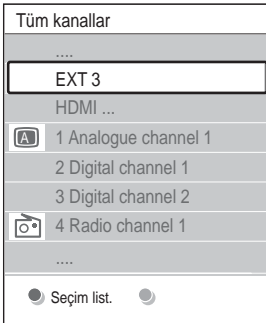 Tüm kanallar
....
EXT 3
HDMI ...
A 1 Analogue channel 1
2 Digital channel 1
3 Digital channel 2
4 Radio channel 1
....
Seçim list.